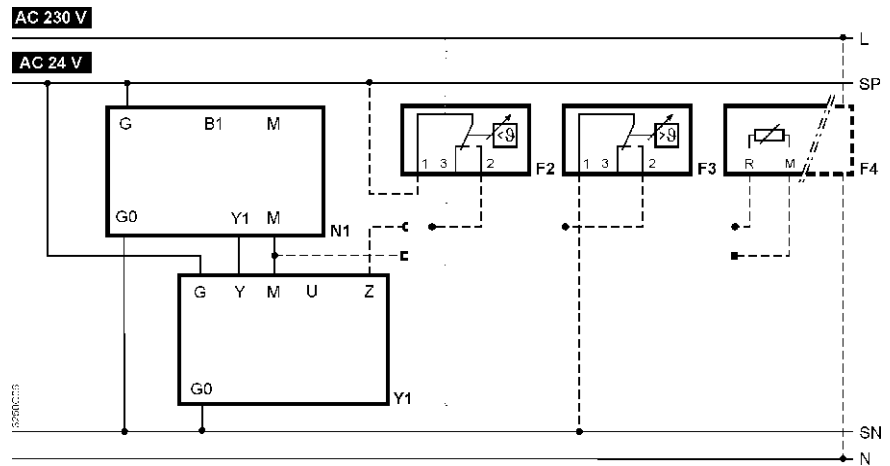 AC 230 V
L
AC 24 V
SP
G B1 M
<ϑ
>ϑ
1 3 2
F2
1 3 2
F3
R M
F4
G0 Y1 M
N1
G Y M U Z
G0
Y1
SN
N